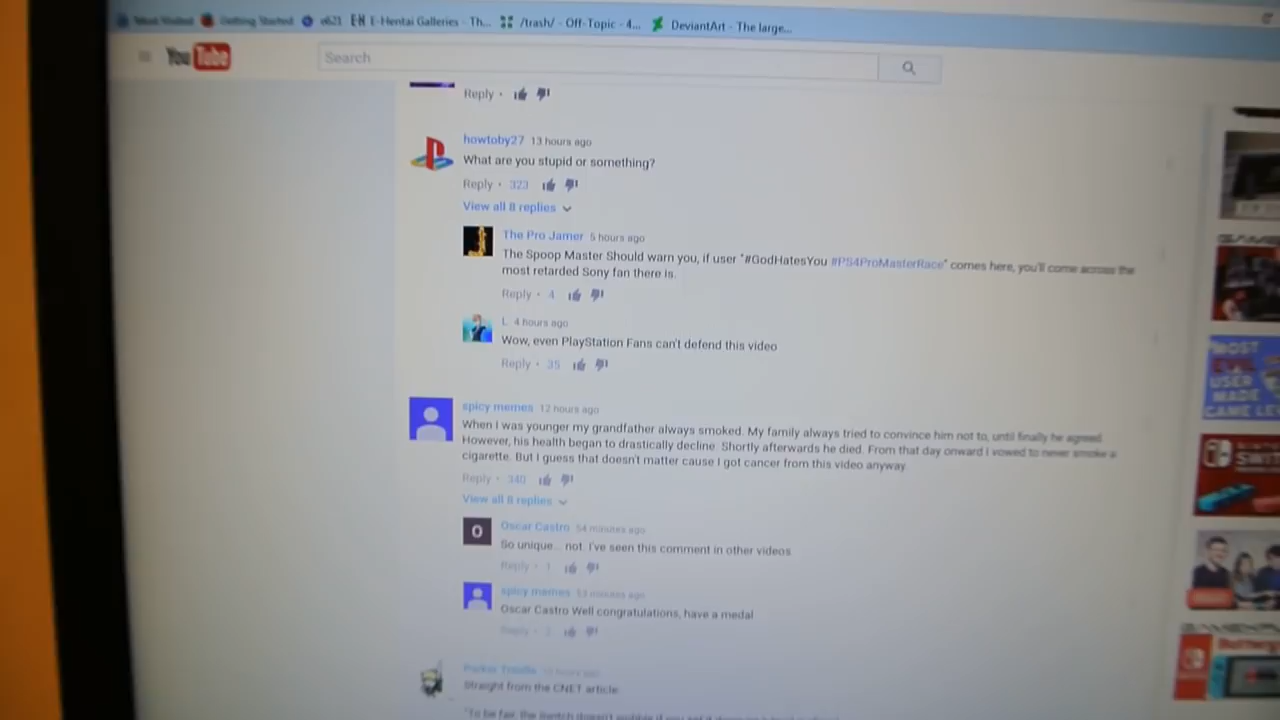 Most Visited Getting Started e621 E-H E-Hentai Galleries - Th... /trash/ - Off-Topic - 4... DeviantArt - The large...
YouTube Search
Reply •
howtoby27 13 hours ago
What are you stupid or something?
Reply • 323
View all 8 replies
The Pro Jamer 5 hours ago
The Spoop Master Should warn you, if user "#GodHatesYou #PS4ProMasterRace" comes here, you'll come across the
most retarded Sony fan there is.
Reply • 4
L 4 hours ago
Wow, even PlayStation Fans can't defend this video
Reply • 35
spicy memes 12 hours ago
When I was younger my grandfather always smoked. My family always tried to convince him not to, until finally he agreed.
However, his health began to drastically decline. Shortly afterwards he died. From that day onward I vowed to never smoke a
cigarette. But I guess that doesn't matter cause I got cancer from this video anyway.
Reply • 340
View all 8 replies
O
Oscar Castro 54 minutes ago
So unique... not. I've seen this comment in other videos
Reply • 1
spicy memes 53 minutes ago
Oscar Castro Well congratulations, have a medal
Reply • 2
Straight from the CNET article
MOST
EVIL
USER
MADE
GAME LE
SWIT